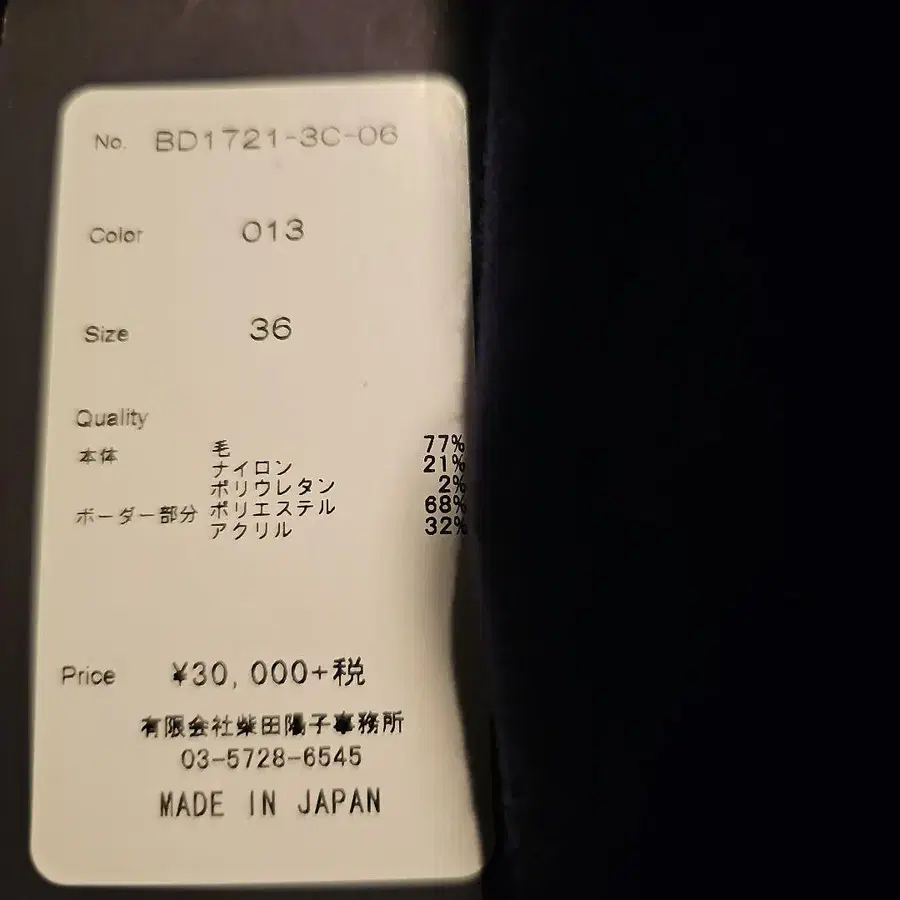 No. BD1721-3C-06
Color 013
Size 36
Quality
本体 毛 77%
ナイロン 21%
ポリウレタン 2%
ボーダー部分 ポリエステル 68%
アクリル 32%
Price ¥30,000+税
有限会社柴田陽子事務所
03-5728-6545
MADE IN JAPAN